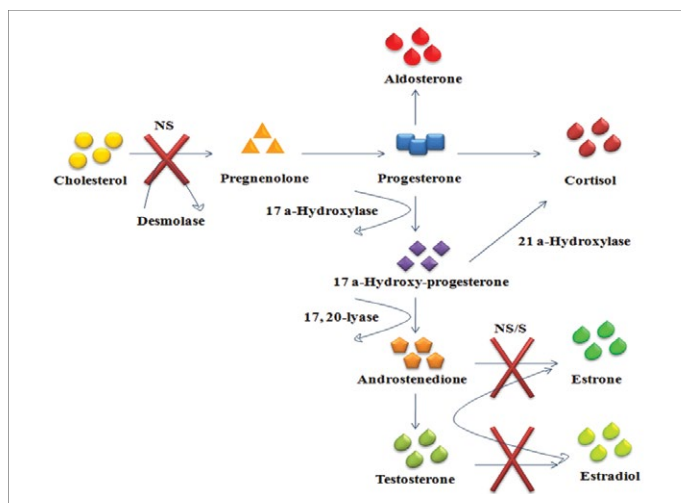 Aldosterone
NS
Cholesterol
Pregnenolone
Progesterone
Cortisol
Desmolase
17 a-Hydroxylase
21 a-Hydroxylase
17 a-Hydroxy-progesterone
17, 20-lyase
NS/S
Androstenedione
Estrone
Testosterone
Estradiol